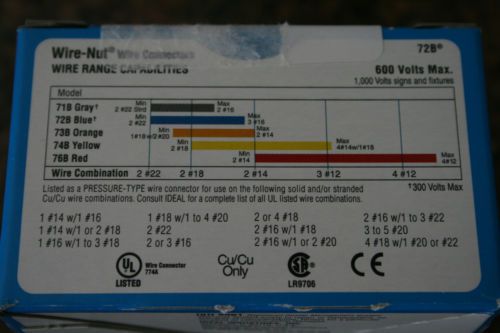 Wire-Nut® Wire Connectors 72B®
WIRE RANGE CAPABILITIES 600 Volts Max.
1,000 Volts signs and fixtures
Model
71B Gray† Min 2 #22 Strd Max 2 #16
72B Blue† Min 2 #22 Max 3 #16
73B Orange Min 1#18 w/2 #20 Max 2 #14
74B Yellow Min 2 #18 Max 4#14w/1#18
76B Red Min 2 #14 Max 4 #12
Wire Combination 2 #22 2 #18 2 #14 3 #12 4 #12
Listed as a PRESSURE-TYPE wire connector for use on the following solid and/or stranded †300 Volts Max
Cu/Cu wire combinations. Consult IDEAL for a complete list of all UL listed wire combinations.
1 #14 w/1 #16 1 #18 w/1 to 4 #20 2 or 4 #18 2 #16 w/1 to 3 #22
1 #14 w/1 or 2 #18 2 #22 2 #16 w/1 #18 3 to 5 #20
1 #16 w/1 to 3 #18 2 or 3 #16 2 #16 w/1 or 2 #20 4 #18 w/1 #20 or #22
UL Wire Connector 774A Cu/Cu
LISTED Only LR9706